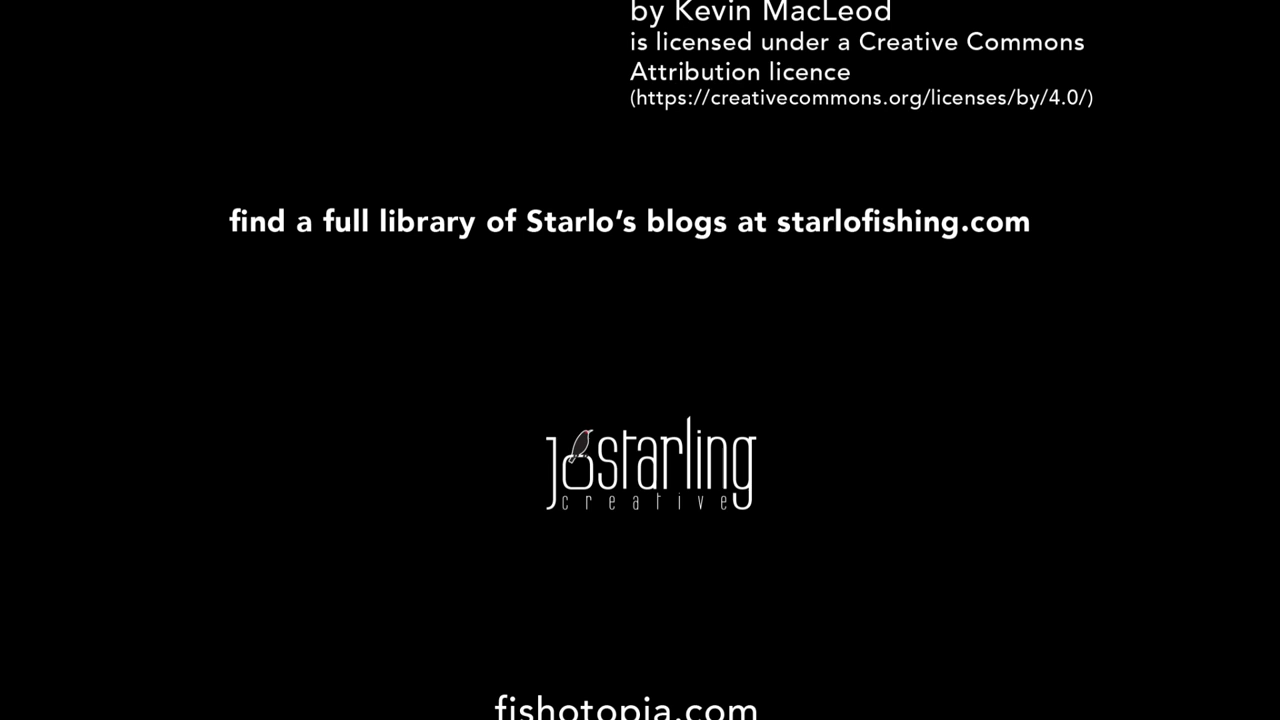 by Kevin MacLeod
is licensed under a Creative Commons
Attribution licence
(https://creativecommons.org/licenses/by/4.0/)
find a full library of Starlo’s blogs at starlofishing.com
jostarling
creative
fishotopia.com